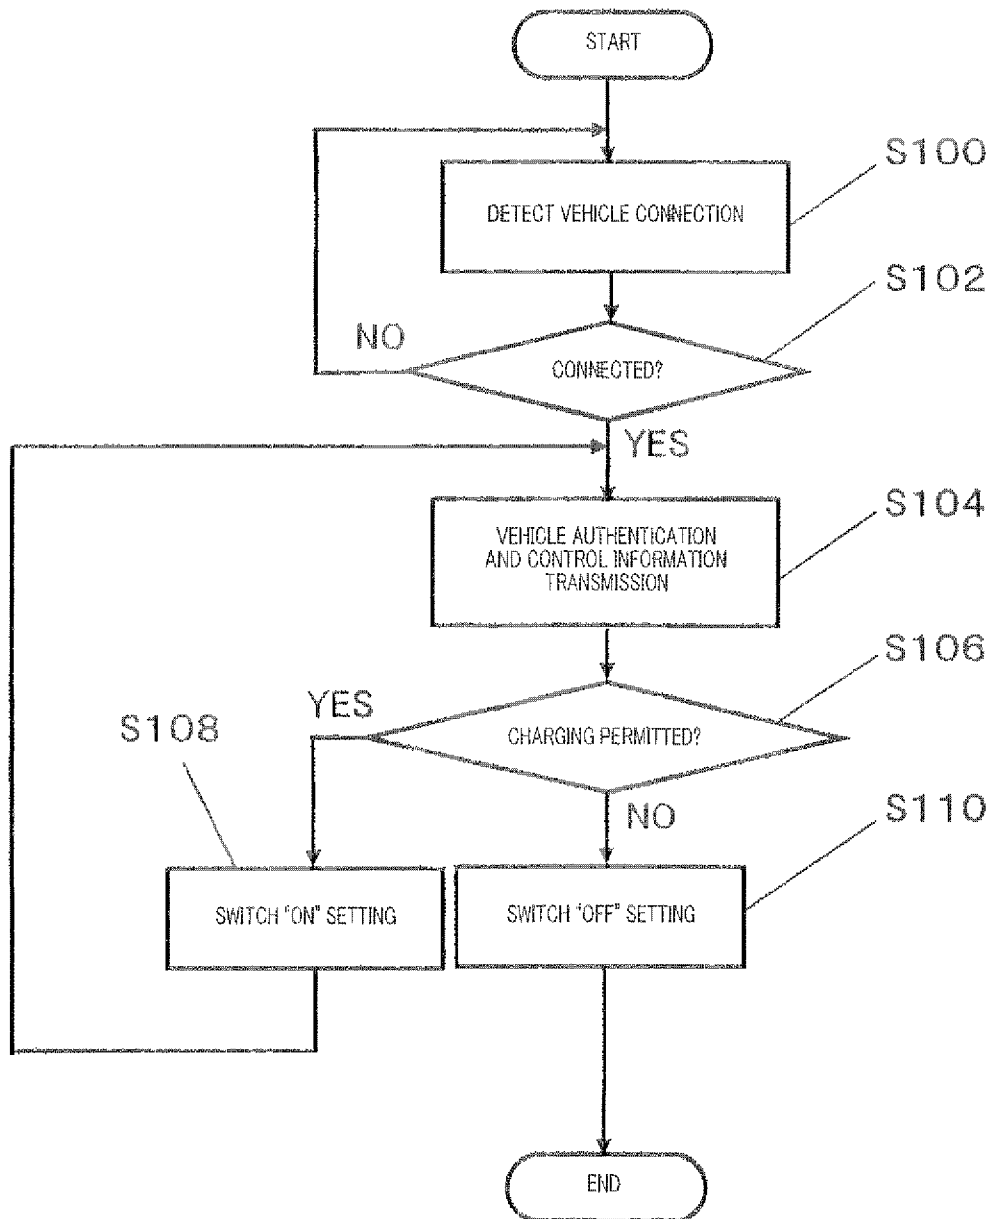 START
S100
DETECT VEHICLE CONNECTION
S102
NO
CONNECTED?
YES
S104
VEHICLE AUTHENTICATION
AND CONTROL INFORMATION
TRANSMISSION
S106
YES
S108
CHARGING PERMITTED?
S110
NO
SWITCH "ON" SETTING
SWITCH "OFF" SETTING
END